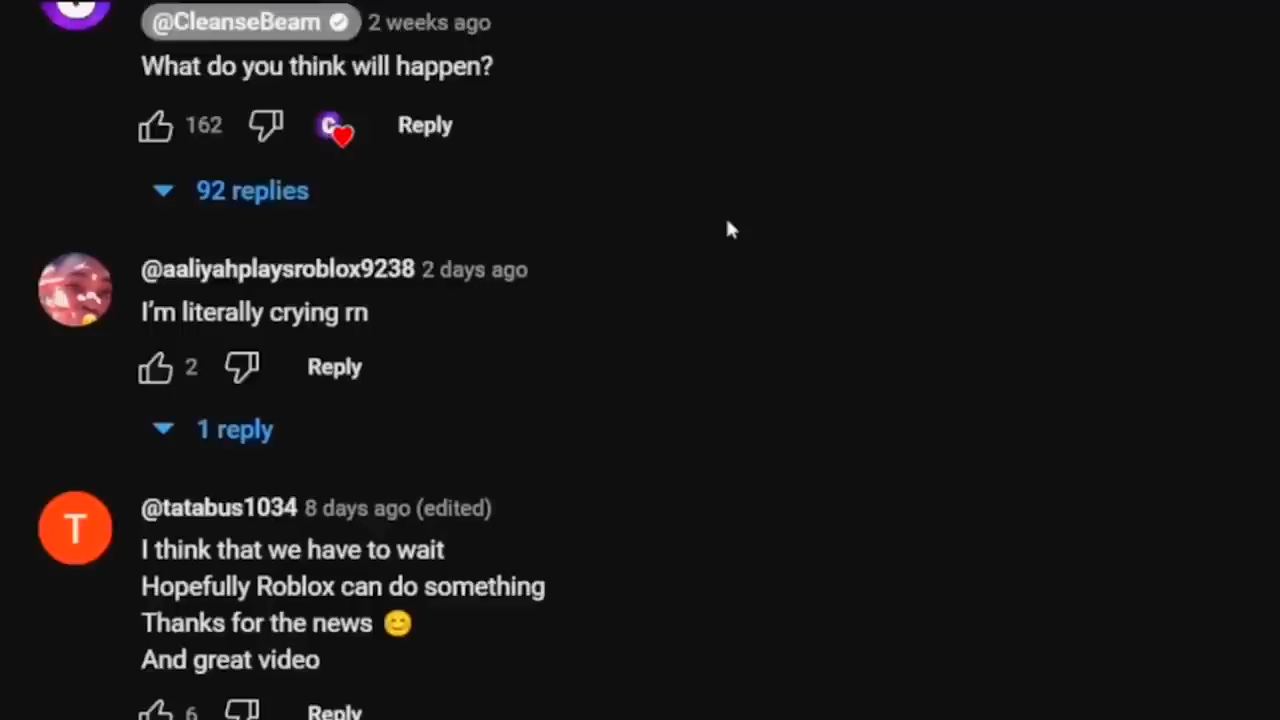 @CleanseBeam 2 weeks ago
What do you think will happen?
162 C Reply
92 replies
@aaliyahplaysroblox9238 2 days ago
I'm literally crying rn
2 Reply
1 reply
T
@tatabus1034 8 days ago (edited)
I think that we have to wait
Hopefully Roblox can do something
Thanks for the news 😊
And great video
6 Reply